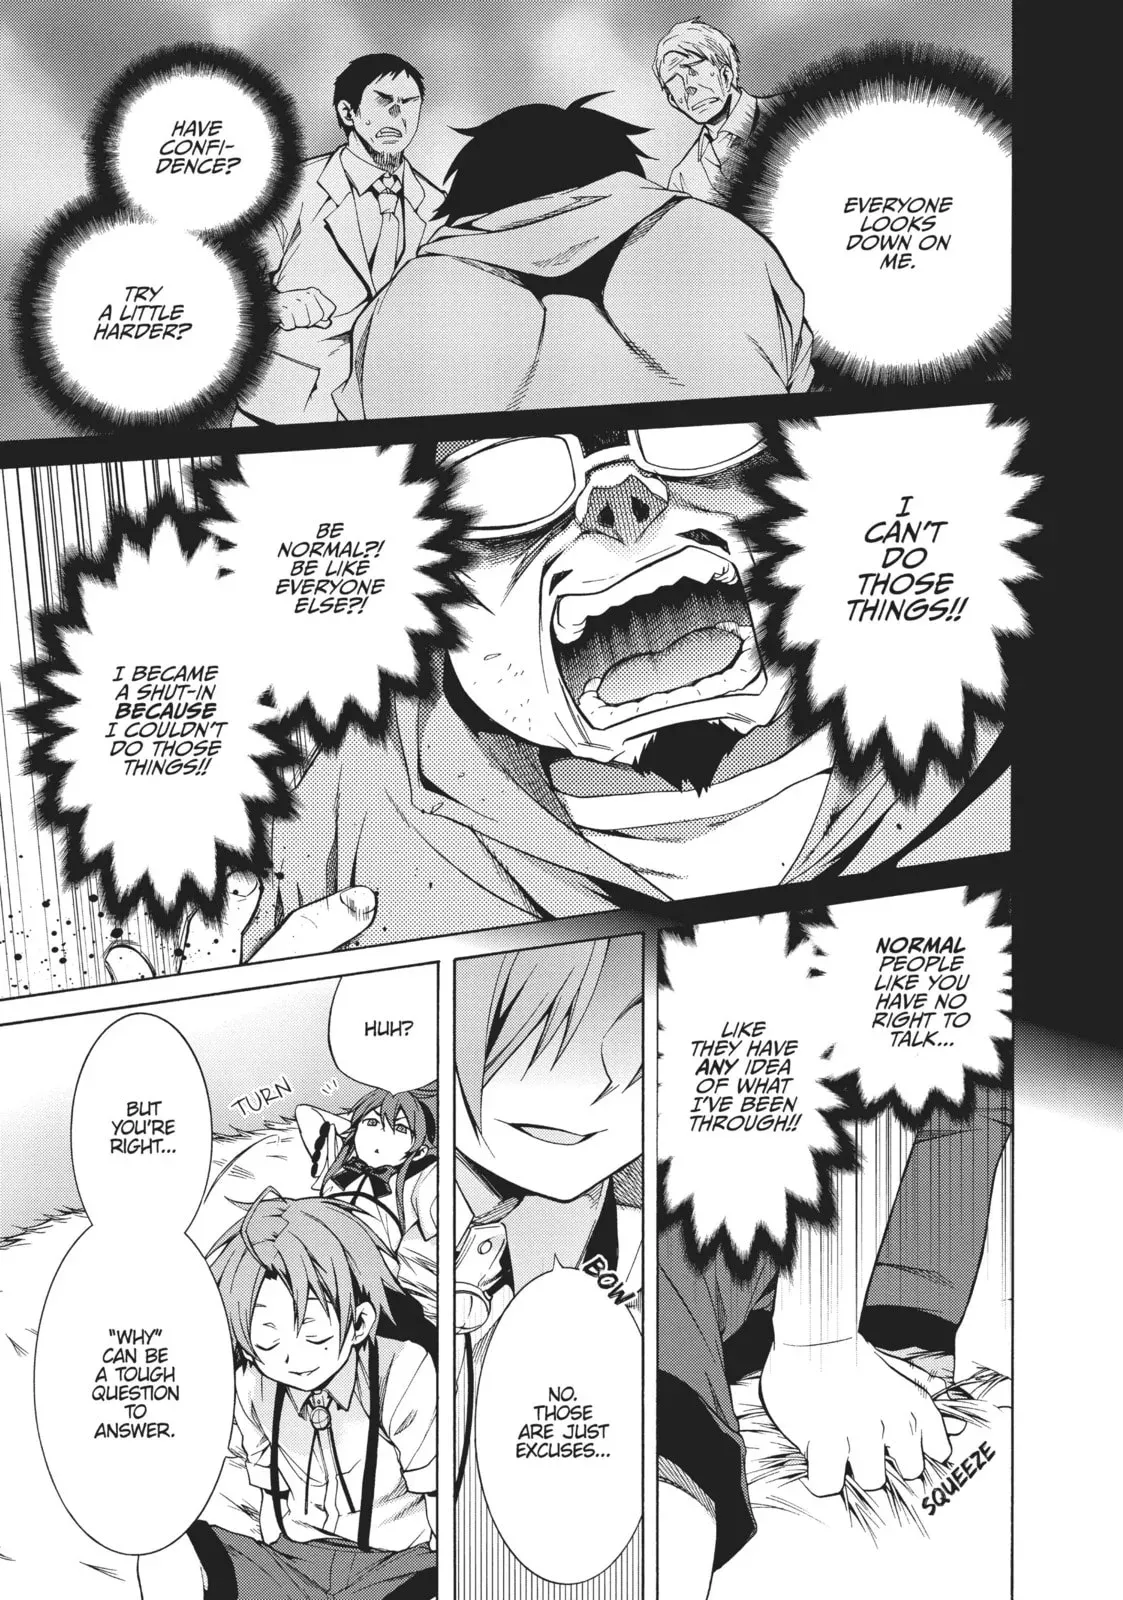 EVERYONE
LOOKS
DOWN ON
ME.
HAVE
CONFI-
DENCE?
TRY
A LITTLE
HARDER?
I
CAN'T
DO
THOSE
THINGS!!
BE
NORMAL?!
BE LIKE
EVERYONE
ELSE?!
I BECAME
A SHUT-IN
BECAUSE
I COULDN'T
DO THOSE
THINGS!!
NORMAL
PEOPLE
LIKE YOU
HAVE NO
RIGHT TO
TALK...
LIKE
THEY HAVE
ANY IDEA
OF WHAT
I'VE BEEN
THROUGH!!
SQUEEZE
BOW
NO.
THOSE
ARE JUST
EXCUSES...
HUH?
TURN
BUT
YOU'RE
RIGHT...
"WHY"
CAN BE
A TOUGH
QUESTION
TO
ANSWER.